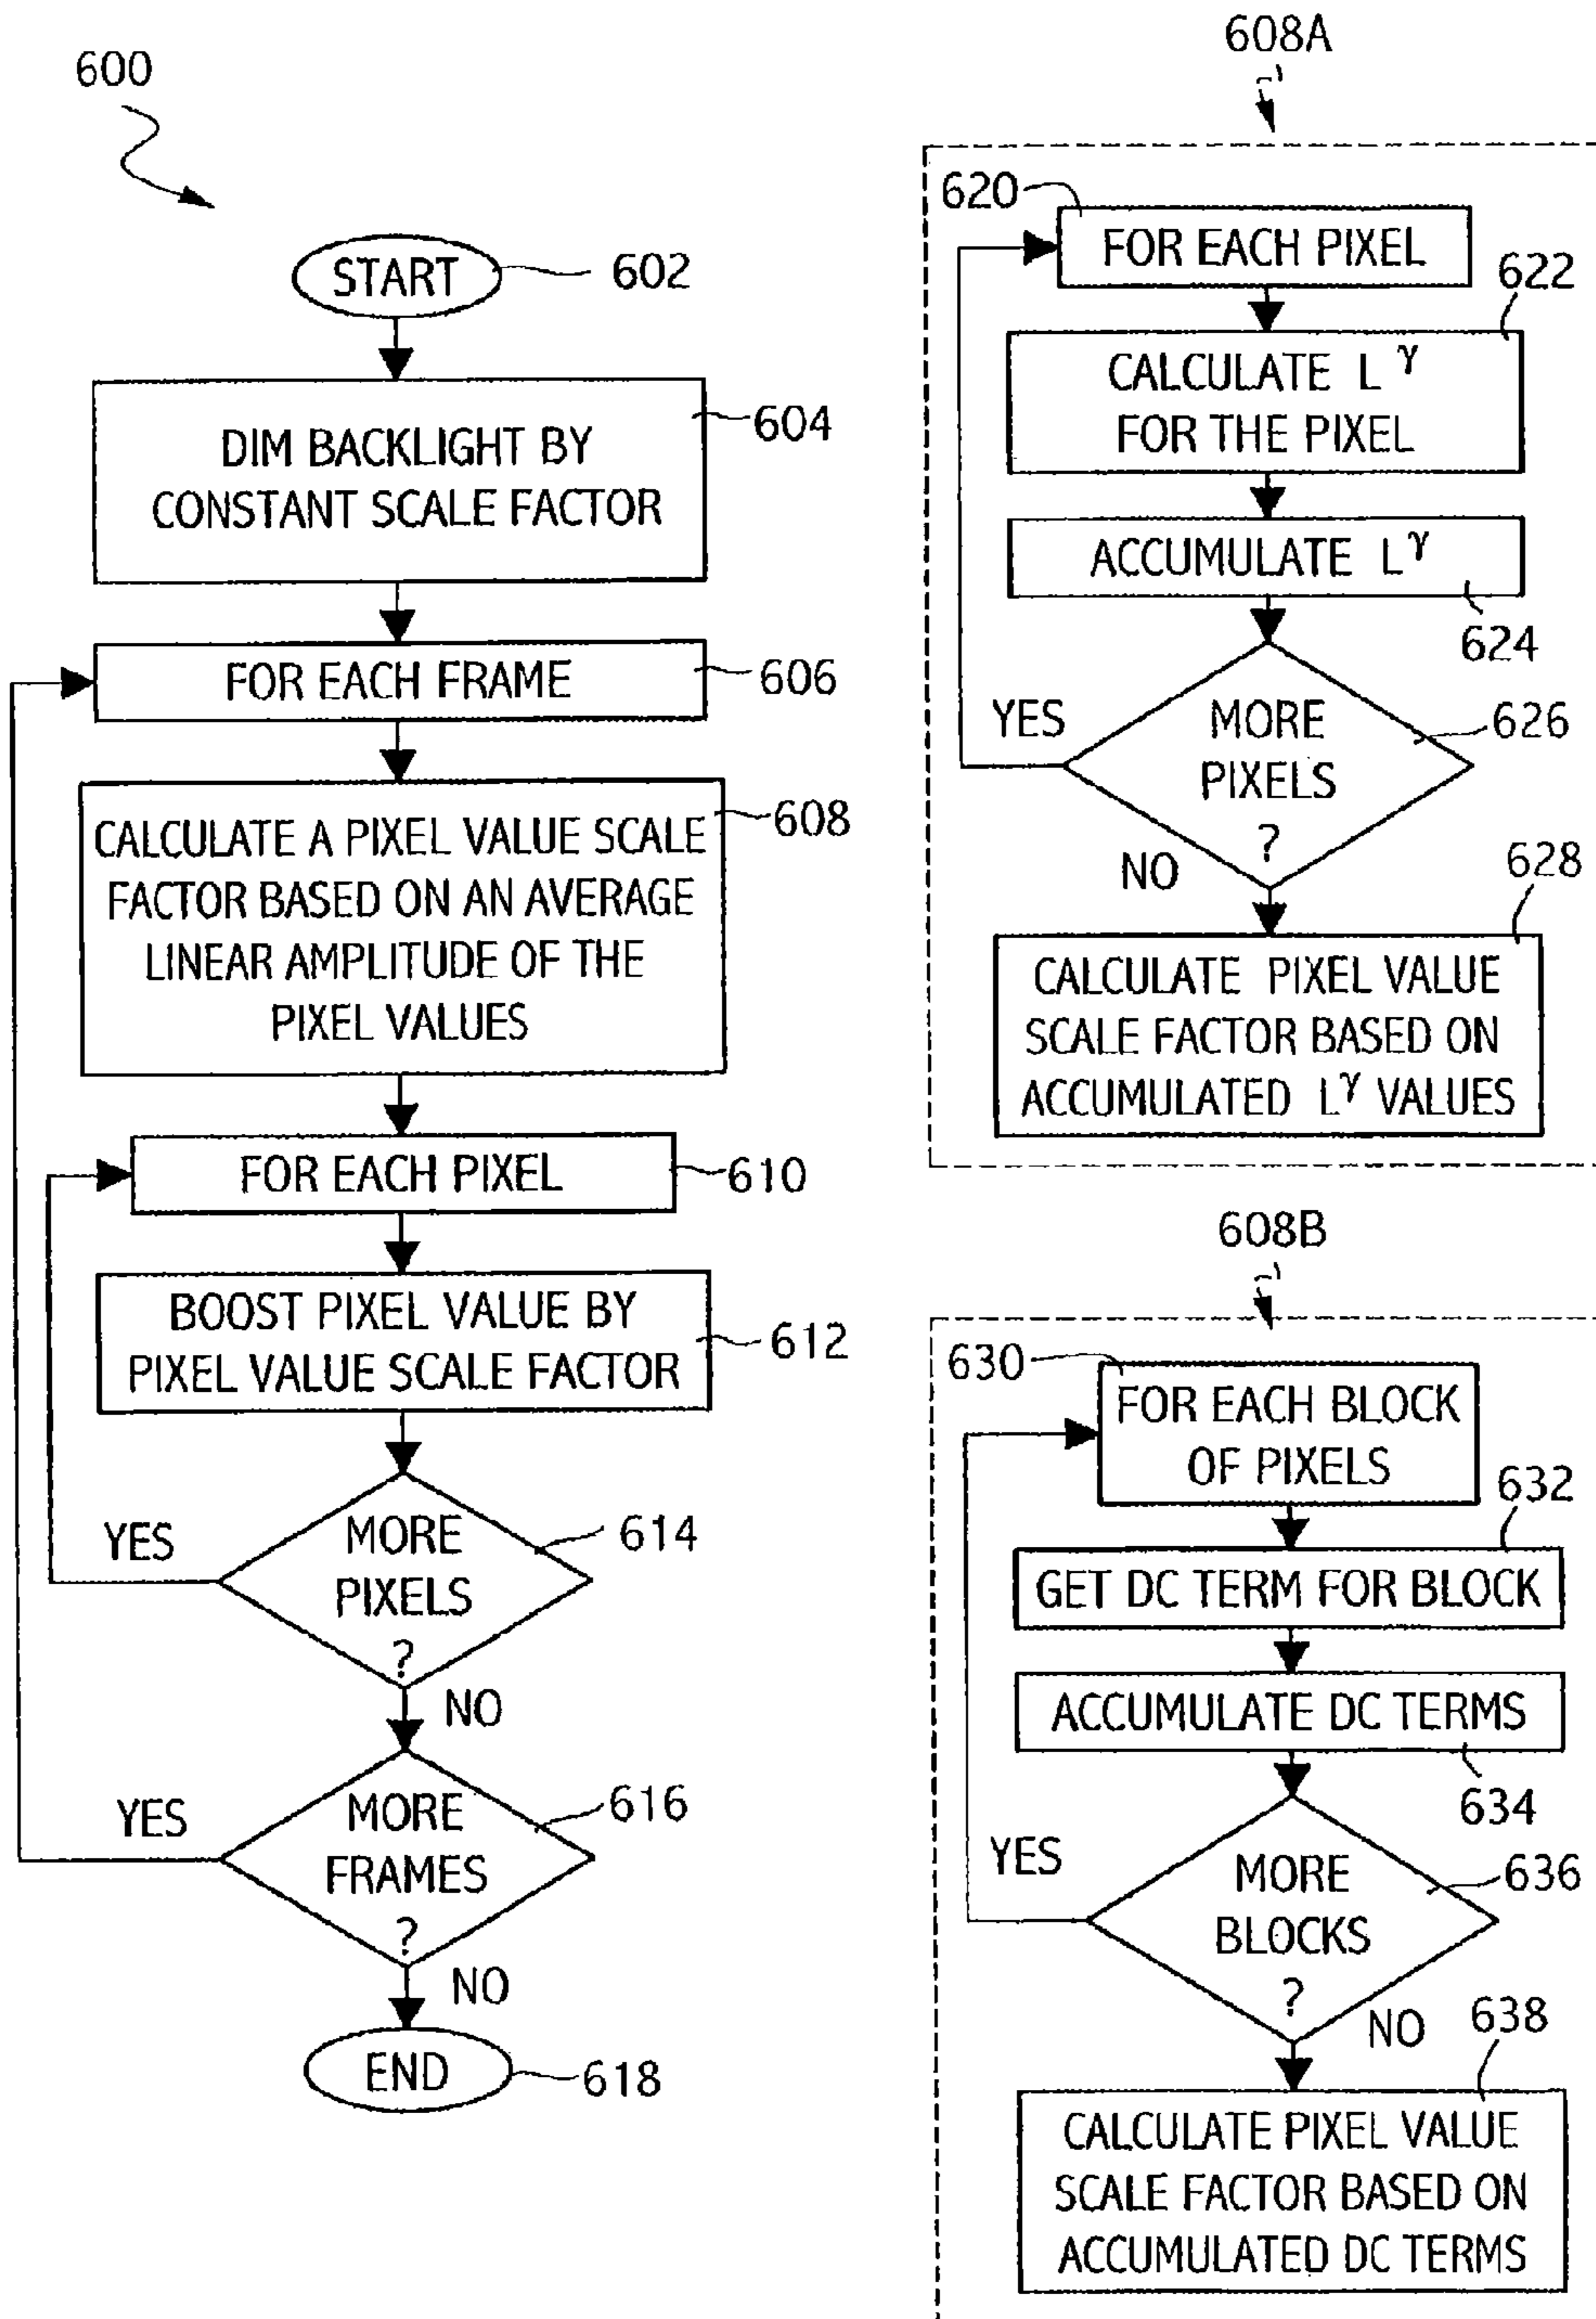 600
START
602
DIM BACKLIGHT BY
CONSTANT SCALE FACTOR
604
FOR EACH FRAME
606
CALCULATE A PIXEL VALUE SCALE
FACTOR BASED ON AN AVERAGE
LINEAR AMPLITUDE OF THE
PIXEL VALUES
608
FOR EACH PIXEL
610
BOOST PIXEL VALUE BY
PIXEL VALUE SCALE FACTOR
612
MORE
PIXELS
?
614
YES
NO
MORE
FRAMES
?
616
YES
NO
END
618
608A
620
FOR EACH PIXEL
622
CALCULATE L^γ
FOR THE PIXEL
ACCUMULATE L^γ
624
MORE
PIXELS
?
626
YES
NO
628
CALCULATE PIXEL VALUE
SCALE FACTOR BASED ON
ACCUMULATED L^γ VALUES
608B
630
FOR EACH BLOCK
OF PIXELS
632
GET DC TERM FOR BLOCK
ACCUMULATE DC TERMS
634
MORE
BLOCKS
?
636
YES
NO
638
CALCULATE PIXEL VALUE
SCALE FACTOR BASED ON
ACCUMULATED DC TERMS